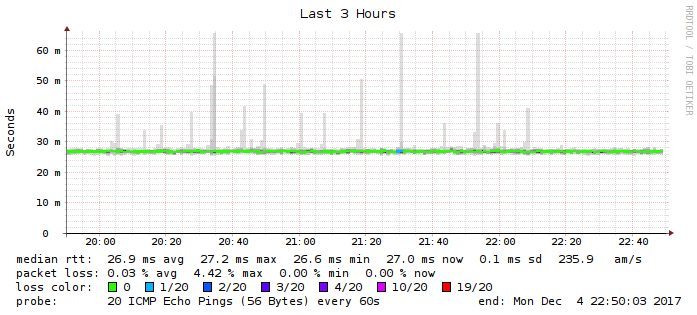 Last 3 Hours
RRDTOOL / TOBI OETIKER
Seconds
60 m
50 m
40 m
30 m
20 m
10 m
0
20:00 20:20 20:40 21:00 21:20 21:40 22:00 22:20 22:40
median rtt: 26.9 ms avg 27.2 ms max 26.6 ms min 27.0 ms now 0.1 ms sd 235.9 am/s
packet loss: 0.03 % avg 4.42 % max 0.00 % min 0.00 % now
loss color: 0 1/20 2/20 3/20 4/20 10/20 19/20
probe: 20 ICMP Echo Pings (56 Bytes) every 60s end: Mon Dec 4 22:50:03 2017